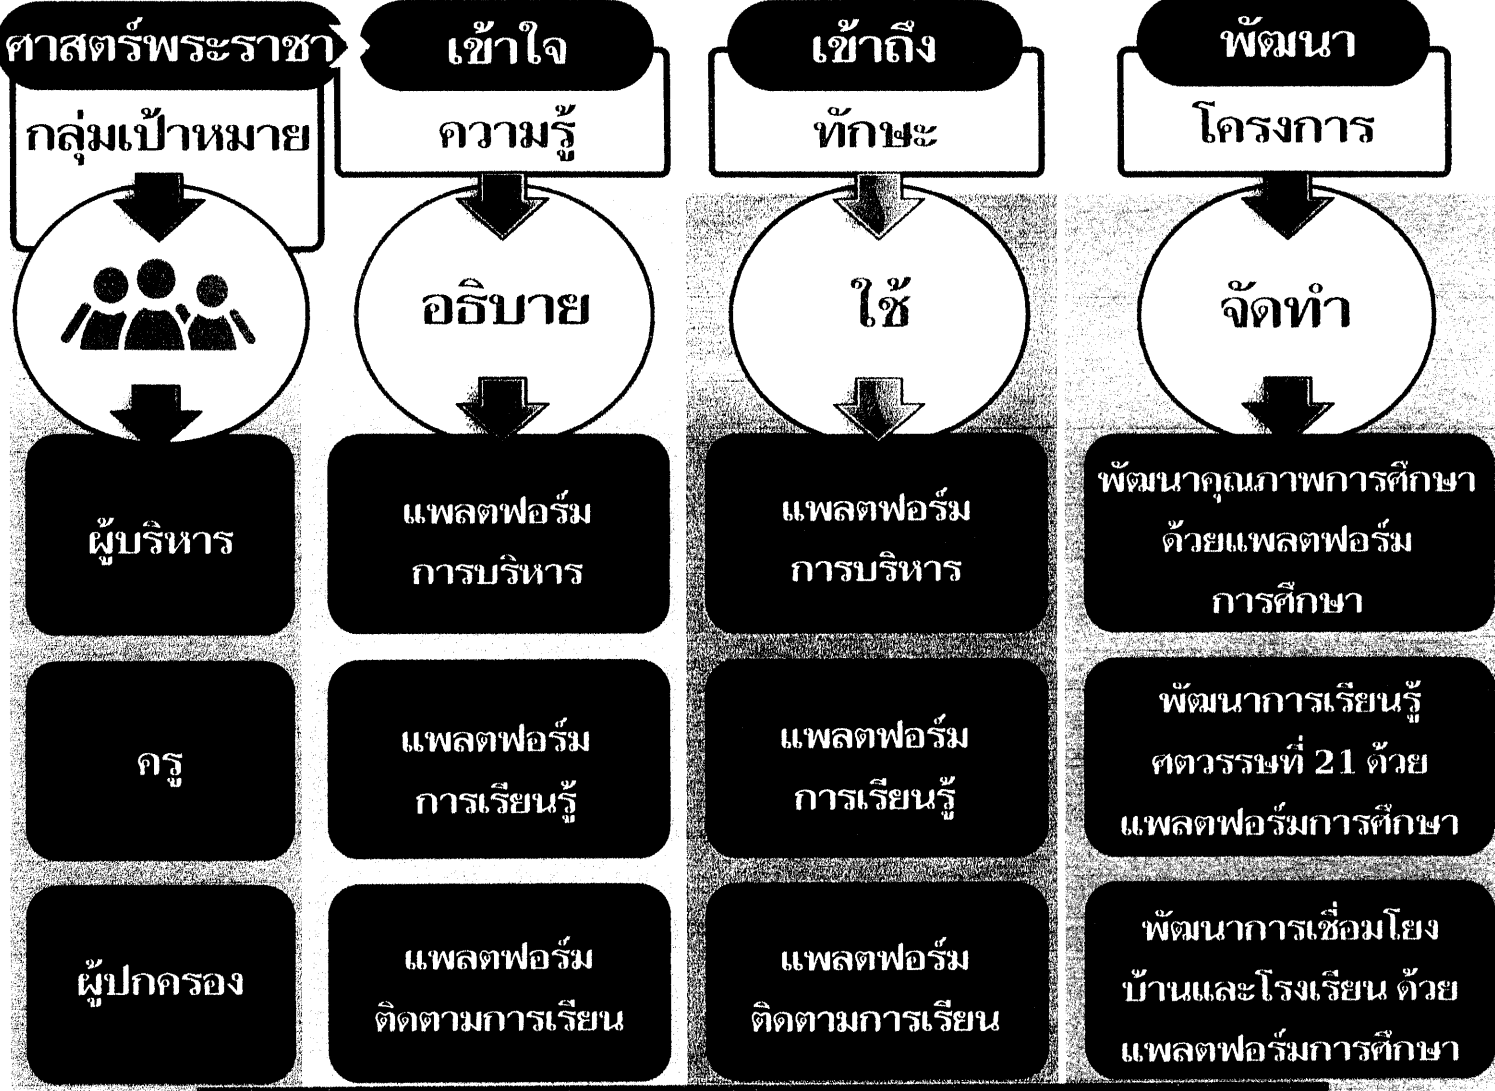 ศาสตร์พระราชา
เข้าใจ
เข้าถึง
พัฒนา
กลุ่มเป้าหมาย
ความรู้
ทักษะ
โครงการ
อธิบาย
ใช้
จัดทำ
ผู้บริหาร
แพลตฟอร์ม
การบริหาร
แพลตฟอร์ม
การบริหาร
พัฒนาคุณภาพการศึกษา
ด้วยแพลตฟอร์ม
การศึกษา
ครู
แพลตฟอร์ม
การเรียนรู้
แพลตฟอร์ม
การเรียนรู้
พัฒนาการเรียนรู้
ศตวรรษที่ 21 ด้วย
แพลตฟอร์มการศึกษา
ผู้ปกครอง
แพลตฟอร์ม
ติดตามการเรียน
แพลตฟอร์ม
ติดตามการเรียน
พัฒนาการเชื่อมโยง
บ้านและโรงเรียน ด้วย
แพลตฟอร์มการศึกษา